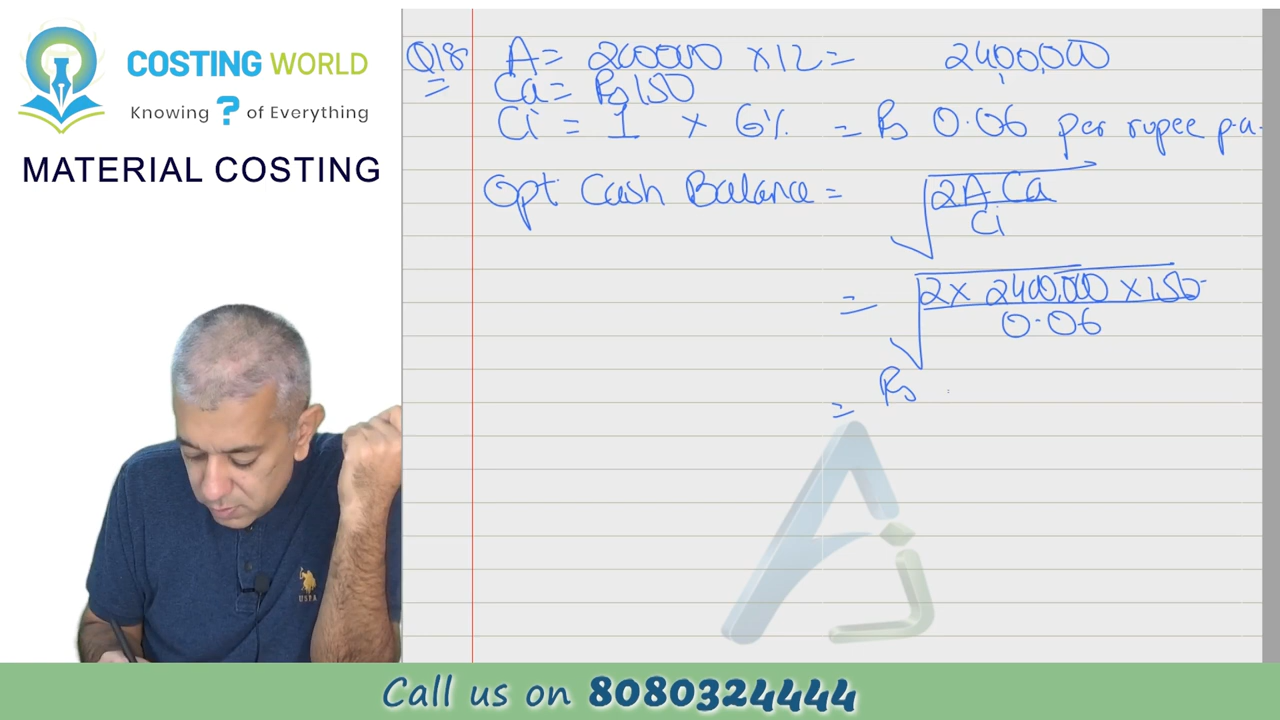 COSTING WORLD
Knowing ? of Everything
MATERIAL COSTING
Q18 A = 200000 × 12 = 2400,000
Ca = Rs 150
Ci = 1 × 6% = Rs 0.06 per rupee p.a.
Opt Cash Balance = √ 2A Ca
Ci
= √ 2 × 2400,000 × 150
0.06
= Rs
USPA
Call us on 8080324444